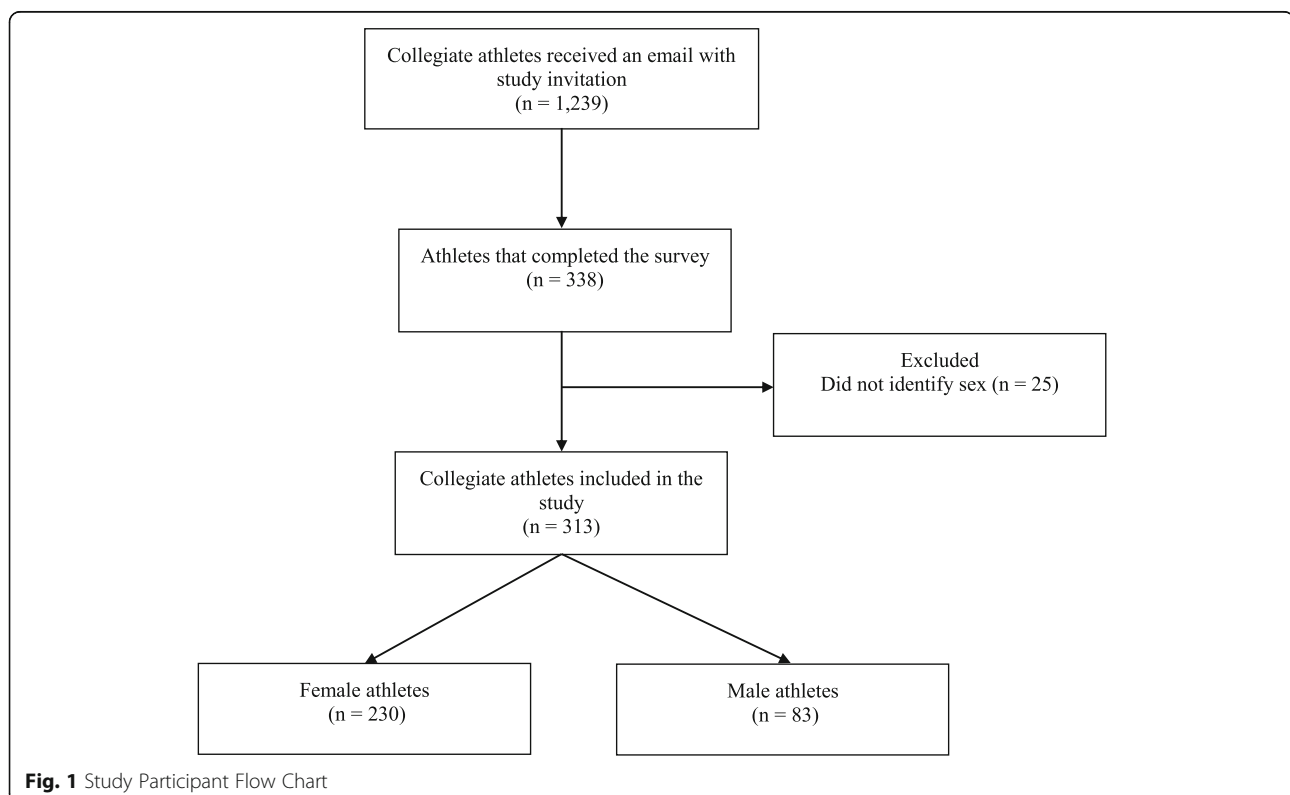 Collegiate athletes received an email with
study invitation
(n = 1,239)
Athletes that completed the survey
(n = 338)
Excluded
Did not identify sex (n = 25)
Collegiate athletes included in the
study
(n = 313)
Female athletes
(n = 230)
Male athletes
(n = 83)
Fig. 1 Study Participant Flow Chart